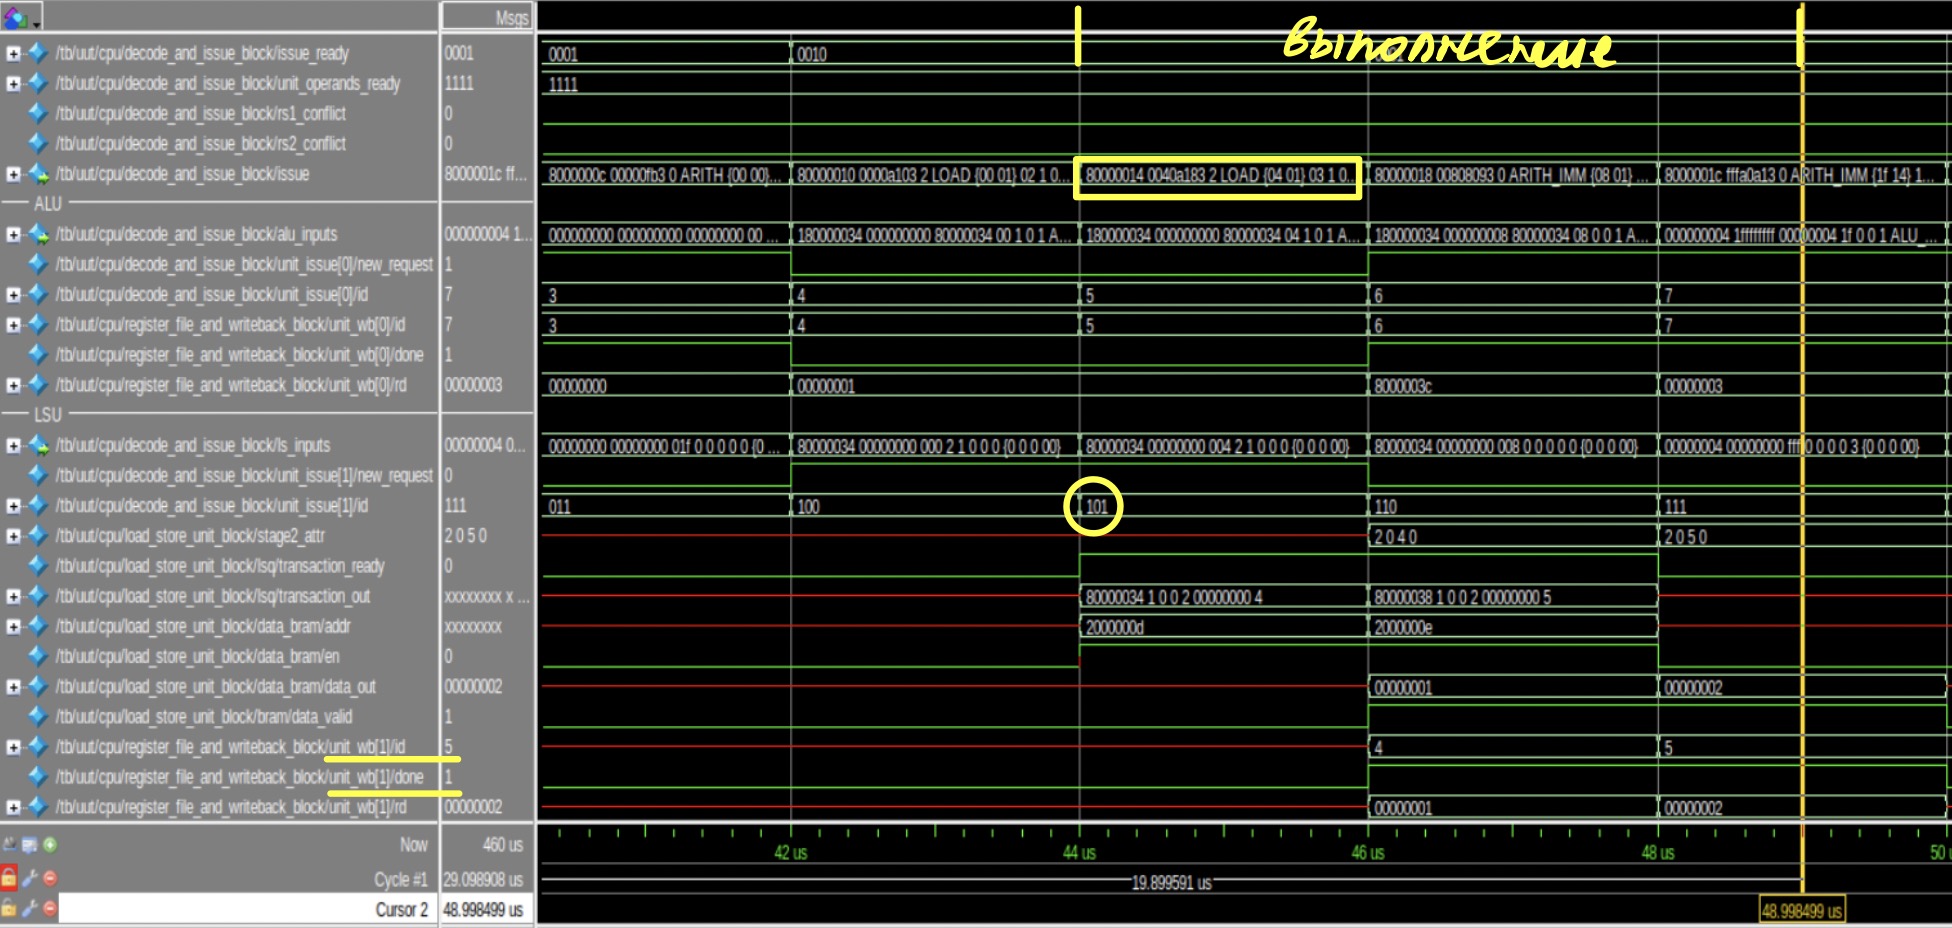 Msgs
выполнение
/tb/uut/cpu/decode_and_issue_block/issue_ready 0001 0001 0010
/tb/uut/cpu/decode_and_issue_block/unit_operands_ready 1111 1111
/tb/uut/cpu/decode_and_issue_block/rs1_conflict 0
/tb/uut/cpu/decode_and_issue_block/rs2_conflict 0
/tb/uut/cpu/decode_and_issue_block/issue 8000001c ff... 8000000c 00000fb3 0 ARITH {00 00}... 80000010 0000a103 2 LOAD {00 01} 02 1 0... 80000014 0040a183 2 LOAD {04 01} 03 1 0... 80000018 00808093 0 ARITH_IMM {08 01} ... 8000001c fffa0a13 0 ARITH_IMM {1f 14} 1...
ALU
/tb/uut/cpu/decode_and_issue_block/alu_inputs 000000004 1... 000000000 000000000 00000000 00 ... 180000034 000000000 80000034 00 1 0 1 A... 180000034 000000000 80000034 04 1 0 1 A... 180000034 000000008 80000034 08 0 0 1 A... 000000004 1ffffffff 00000004 1f 0 0 1 ALU_...
/tb/uut/cpu/decode_and_issue_block/unit_issue[0]/new_request 1
/tb/uut/cpu/decode_and_issue_block/unit_issue[0]/id 7 3 4 5 6 7
/tb/uut/cpu/register_file_and_writeback_block/unit_wb[0]/id 7 3 4 5 6 7
/tb/uut/cpu/register_file_and_writeback_block/unit_wb[0]/done 1
/tb/uut/cpu/register_file_and_writeback_block/unit_wb[0]/rd 00000003 00000000 00000001 8000003c 00000003
LSU
/tb/uut/cpu/decode_and_issue_block/ls_inputs 00000004 0... 00000000 00000000 01f 0 0 0 0 0 {0 ... 80000034 00000000 000 2 1 0 0 0 {0 0 0 00} 80000034 00000000 004 2 1 0 0 0 {0 0 0 00} 80000034 00000000 008 0 0 0 0 0 {0 0 0 00} 00000004 00000000 fff 0 0 0 0 3 {0 0 0 00}
/tb/uut/cpu/decode_and_issue_block/unit_issue[1]/new_request 0
/tb/uut/cpu/decode_and_issue_block/unit_issue[1]/id 111 011 100 101 110 111
/tb/uut/cpu/load_store_unit_block/stage2_attr 2 0 5 0 2 0 4 0 2 0 5 0
/tb/uut/cpu/load_store_unit_block/lsq/transaction_ready 0
/tb/uut/cpu/load_store_unit_block/lsq/transaction_out xxxxxxxx x ... 80000034 1 0 0 2 00000000 4 80000038 1 0 0 2 00000000 5
/tb/uut/cpu/load_store_unit_block/data_bram/addr xxxxxxxx 2000000d 2000000e
/tb/uut/cpu/load_store_unit_block/data_bram/en 0
/tb/uut/cpu/load_store_unit_block/data_bram/data_out 00000002 00000001 00000002
/tb/uut/cpu/load_store_unit_block/bram/data_valid 1
/tb/uut/cpu/register_file_and_writeback_block/unit_wb[1]/id 5 4 5
/tb/uut/cpu/register_file_and_writeback_block/unit_wb[1]/done 1
/tb/uut/cpu/register_file_and_writeback_block/unit_wb[1]/rd 00000002 00000001 00000002
Now 460 us 42 us 44 us 46 us 48 us 50
Cycle #1 29.098908 us 19.899591 us
Cursor 2 48.998499 us 48.998499 us